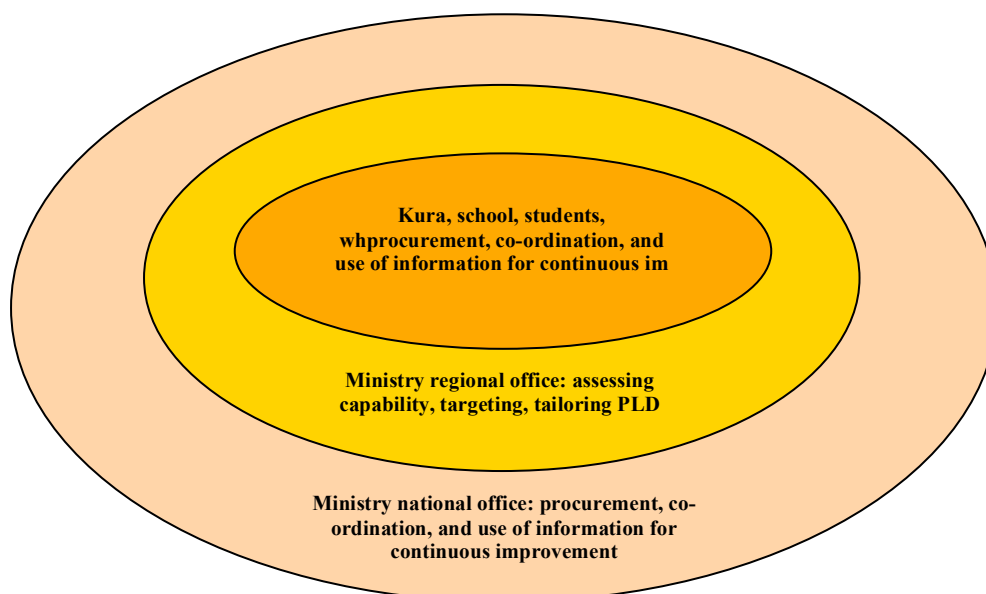 Kura, school, students,
whprocurement, co-ordination, and
use of information for continuous im
Ministry regional office: assessing
capability, targeting, tailoring PLD
Ministry national office: procurement, co-
ordination, and use of information for
continuous improvement